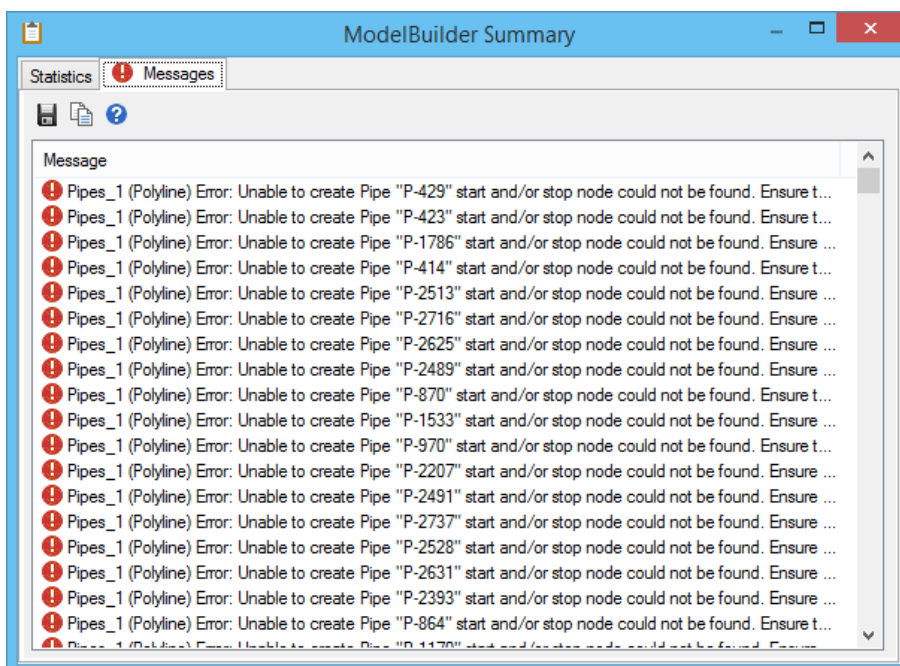 ModelBuilder Summary
Statistics
Messages
Message
Pipes_1 (Polyline) Error: Unable to create Pipe "P-429" start and/or stop node could not be found. Ensure t...
Pipes_1 (Polyline) Error: Unable to create Pipe "P-423" start and/or stop node could not be found. Ensure t...
Pipes_1 (Polyline) Error: Unable to create Pipe "P-1786" start and/or stop node could not be found. Ensure ...
Pipes_1 (Polyline) Error: Unable to create Pipe "P-414" start and/or stop node could not be found. Ensure t...
Pipes_1 (Polyline) Error: Unable to create Pipe "P-2513" start and/or stop node could not be found. Ensure ...
Pipes_1 (Polyline) Error: Unable to create Pipe "P-2716" start and/or stop node could not be found. Ensure ...
Pipes_1 (Polyline) Error: Unable to create Pipe "P-2625" start and/or stop node could not be found. Ensure ...
Pipes_1 (Polyline) Error: Unable to create Pipe "P-2489" start and/or stop node could not be found. Ensure ...
Pipes_1 (Polyline) Error: Unable to create Pipe "P-870" start and/or stop node could not be found. Ensure t...
Pipes_1 (Polyline) Error: Unable to create Pipe "P-1533" start and/or stop node could not be found. Ensure ...
Pipes_1 (Polyline) Error: Unable to create Pipe "P-970" start and/or stop node could not be found. Ensure t...
Pipes_1 (Polyline) Error: Unable to create Pipe "P-2207" start and/or stop node could not be found. Ensure ...
Pipes_1 (Polyline) Error: Unable to create Pipe "P-2491" start and/or stop node could not be found. Ensure ...
Pipes_1 (Polyline) Error: Unable to create Pipe "P-2737" start and/or stop node could not be found. Ensure ...
Pipes_1 (Polyline) Error: Unable to create Pipe "P-2528" start and/or stop node could not be found. Ensure ...
Pipes_1 (Polyline) Error: Unable to create Pipe "P-2631" start and/or stop node could not be found. Ensure ...
Pipes_1 (Polyline) Error: Unable to create Pipe "P-2393" start and/or stop node could not be found. Ensure ...
Pipes_1 (Polyline) Error: Unable to create Pipe "P-864" start and/or stop node could not be found. Ensure t...
Pipes_1 (Polyline) Error: Unable to create Pipe start and/or stop node could not be found. Ensure